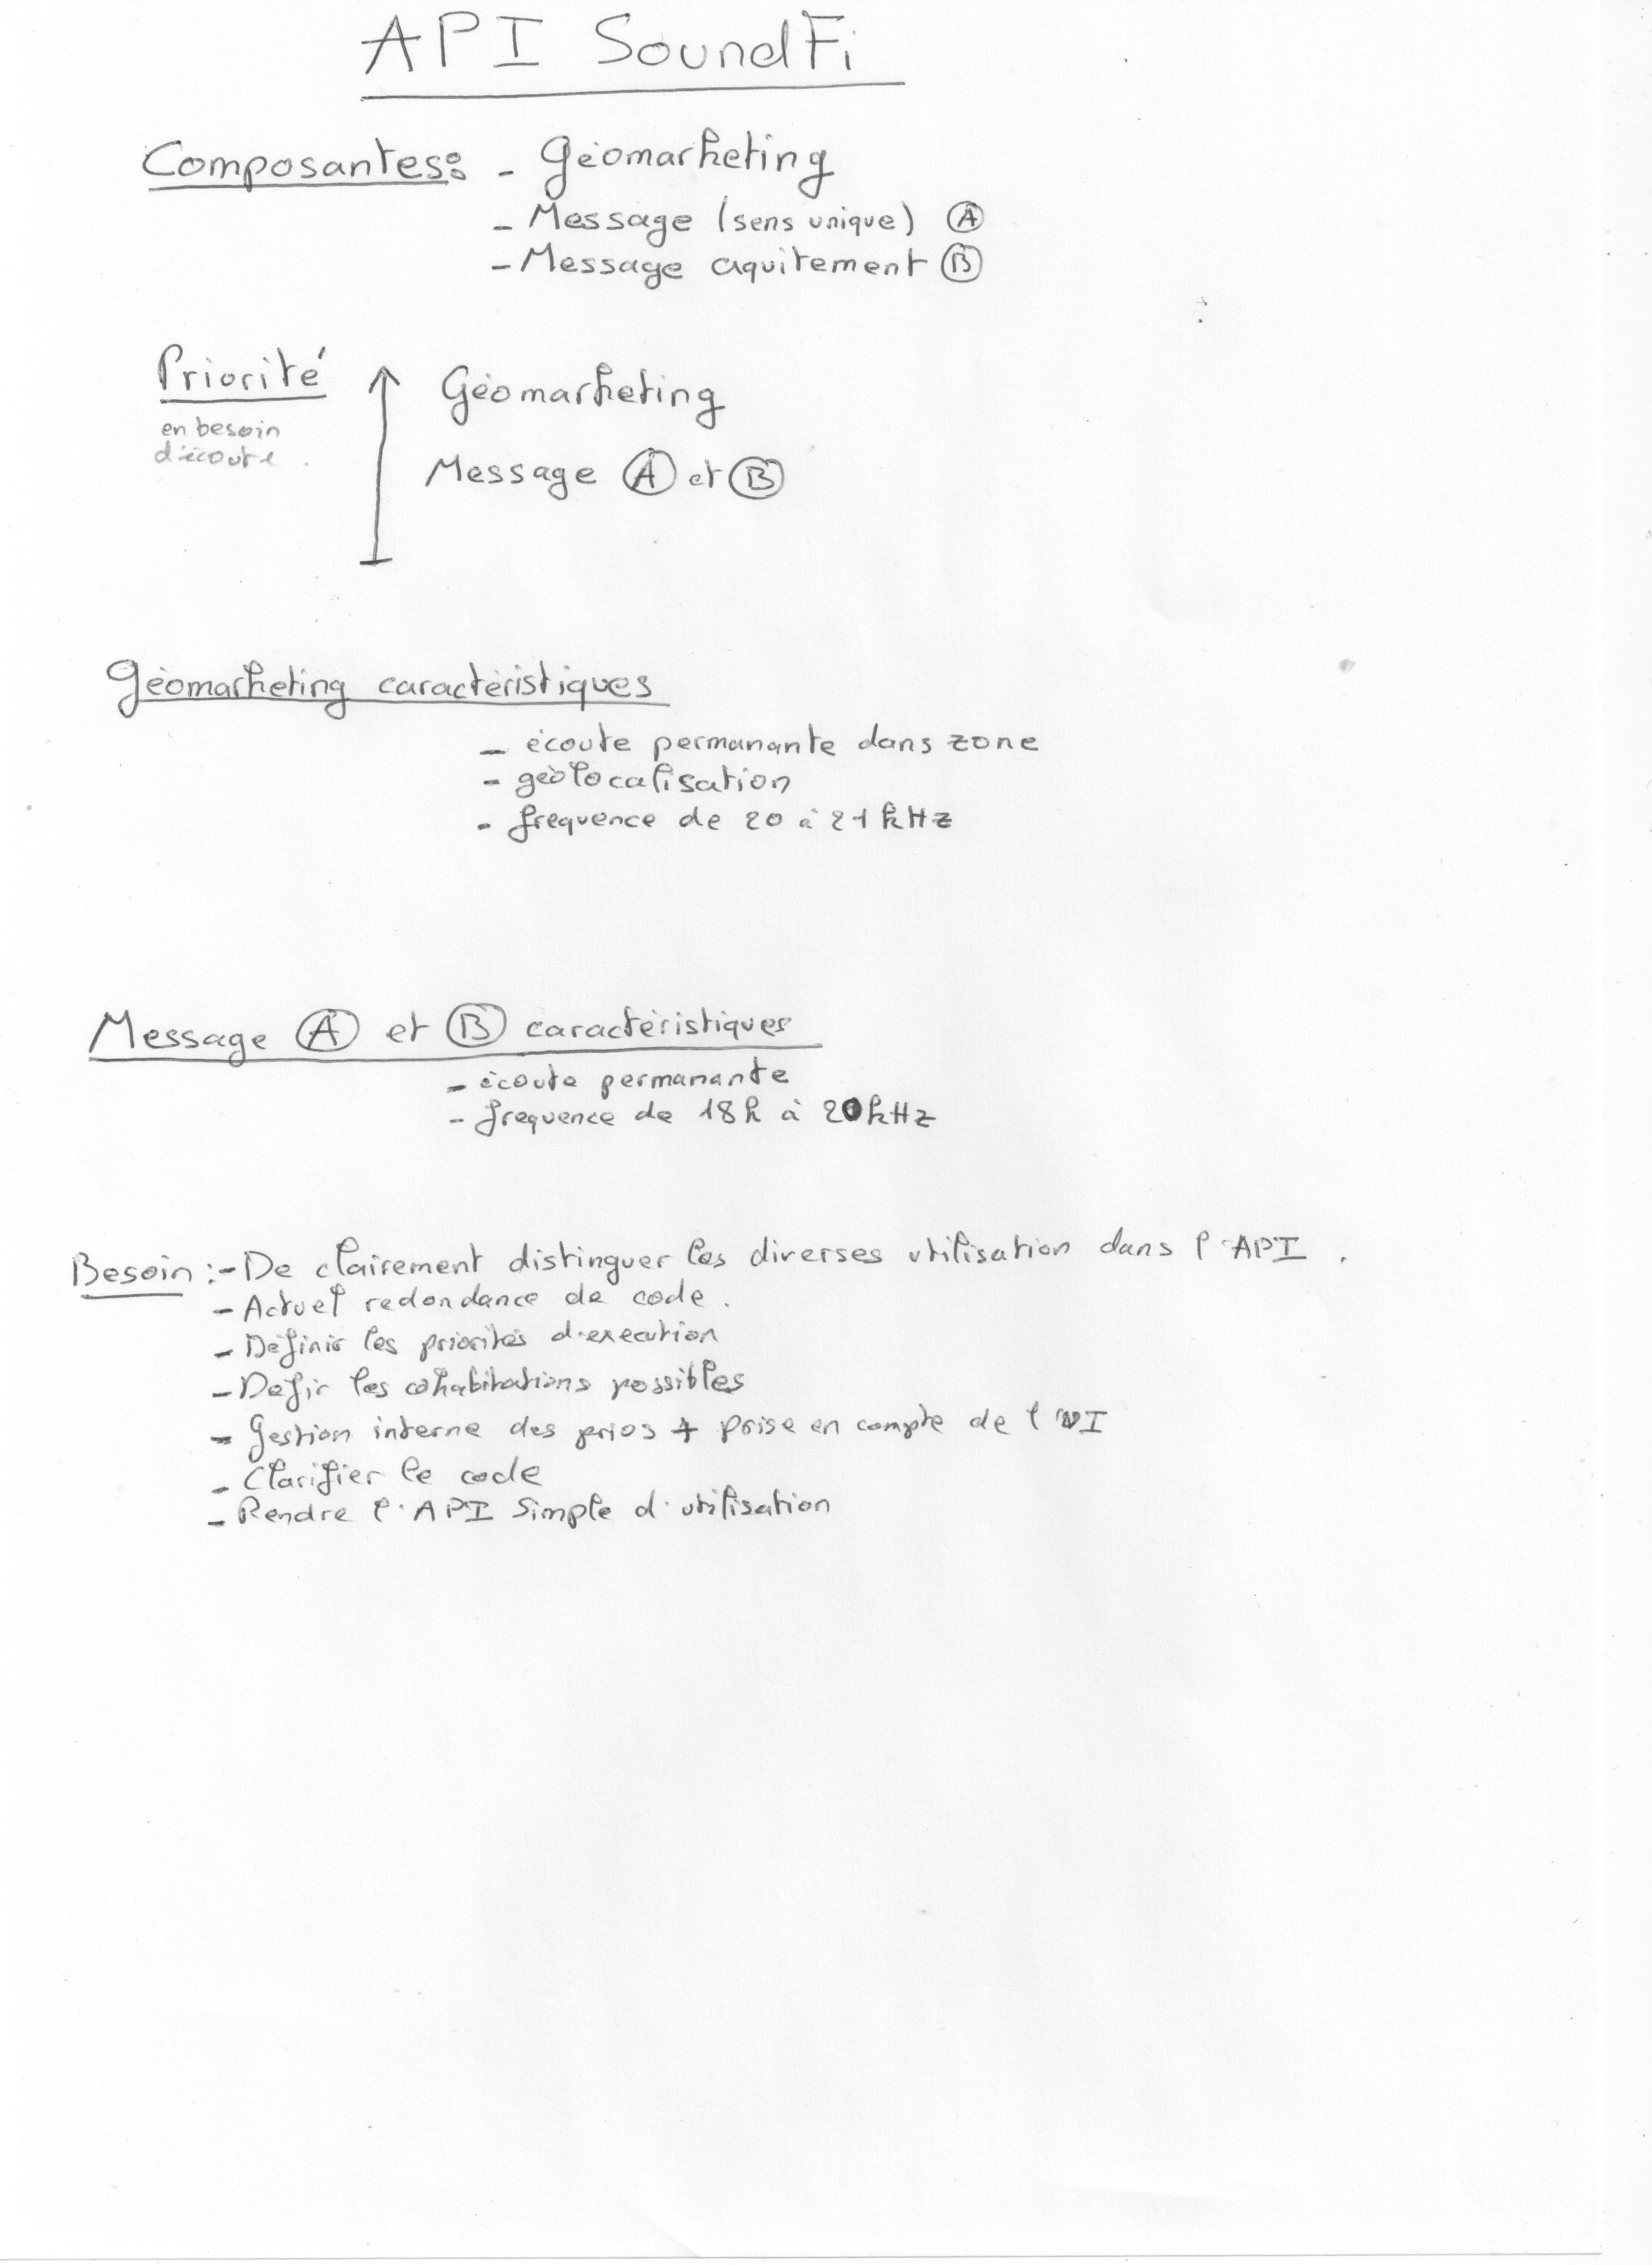 API SoundFi
Composantes: - Géomarketing
- Message (sens unique) A
- Message aquitement B
Priorité
en besoin
d'écoute
Géomarketing
Message A et B
Géomarketing caractéristiques
- écoute permanante dans zone
- géolocalisation
- frequence de 20 à 21 kHz
Message A et B caractéristiques
- écoute permanante
- frequence de 18k à 20kHz
Besoin :- De clairement distinguer les diverses utilisation dans l'API.
- Actuel redondance de code.
- Définir les priorités d'execution
- Défir les cohabitations possibles
- Gestion interne des prios + prise en compte de l'UI
- Clarifier le code
- Rendre l'API simple d'utilisation